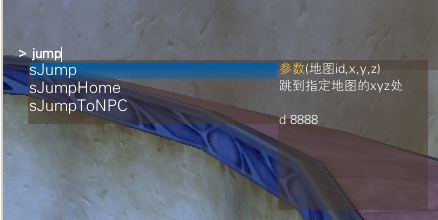 > jump
sJump
sJumpHome
sJumpToNPC
参数(地图id,x,y,z)
跳到指定地图的xyz处
d 8888